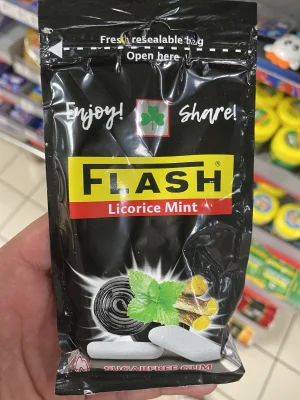 Fresh resealable bag
Open here
Enjoy! Share!
FLASH®
Licorice Mint
SUGARFREE GUM